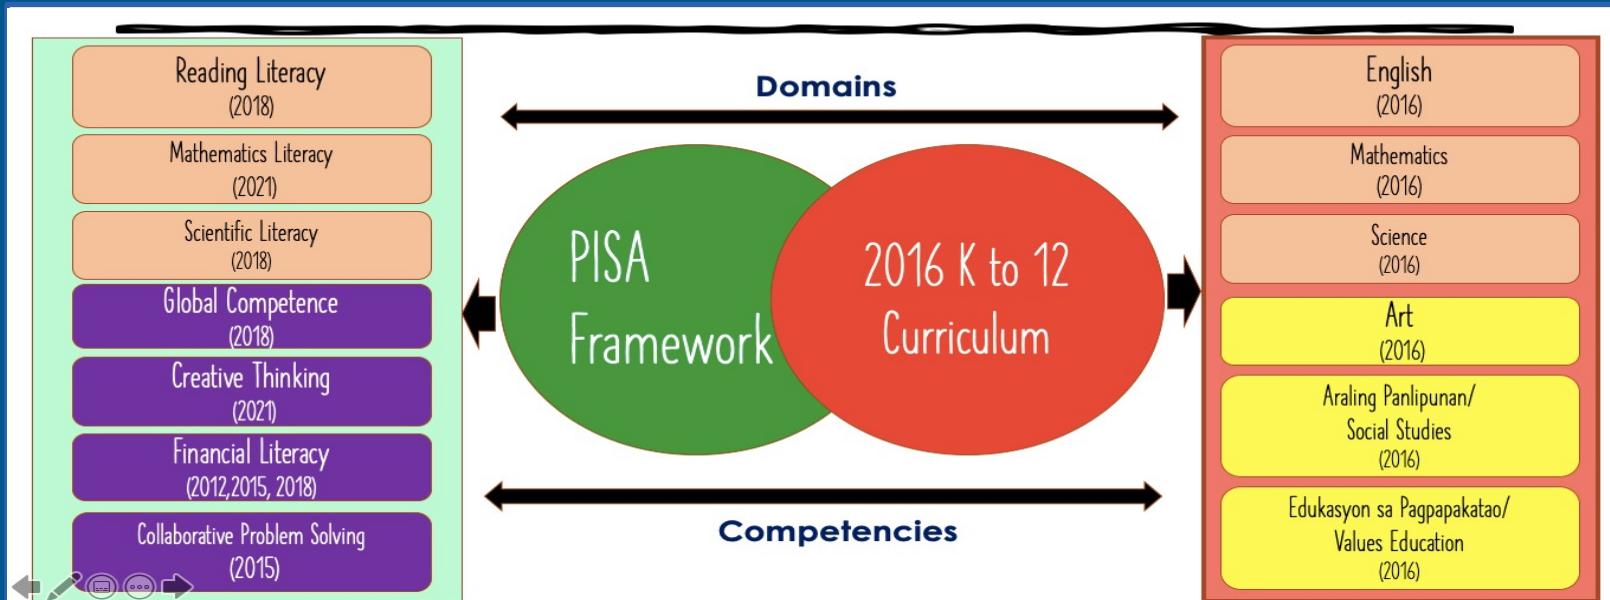 Reading Literacy
(2018)
Mathematics Literacy
(2021)
Scientific Literacy
(2018)
Global Competence
(2018)
Creative Thinking
(2021)
Financial Literacy
(2012,2015, 2018)
Collaborative Problem Solving
(2015)
Domains
PISA
Framework
2016 K to 12
Curriculum
Competencies
English
(2016)
Mathematics
(2016)
Science
(2016)
Art
(2016)
Araling Panlipunan/
Social Studies
(2016)
Edukasyon sa Pagpapakatao/
Values Education
(2016)